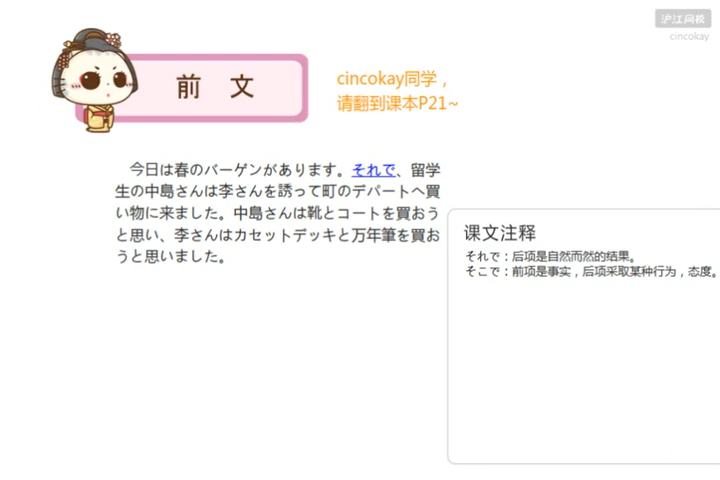 沪江网校
cincokay
前 文
cincokay同学，
请翻到课本P21~
今日は春のバーゲンがあります。それで、留学
生の中島さんは李さんを誘って町のデパートへ買
い物に来ました。中島さんは靴とコートを買おう
と思い、李さんはカセットデッキと万年筆を買お
うと思いました。
课文注释
それで：后项是自然而然的结果。
そこで：前项是事实，后项采取某种行为，态度。